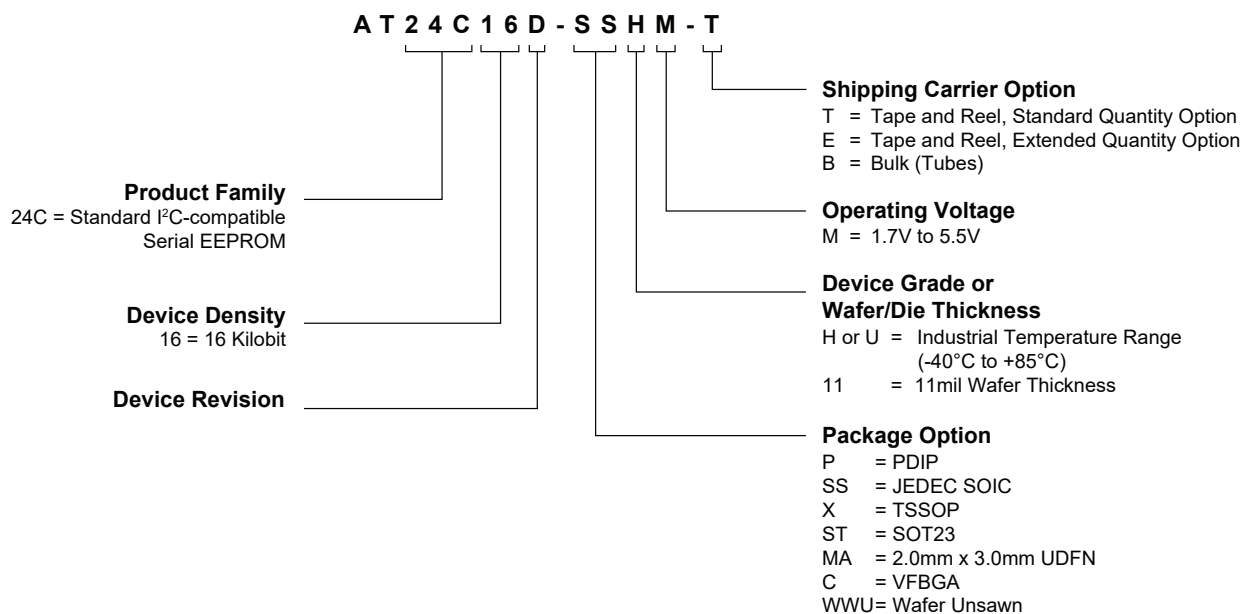 AT24C16D-SSHM-T
Product Family
24C = Standard I²C-compatible
Serial EEPROM
Device Density
16 = 16 Kilobit
Device Revision
Shipping Carrier Option
T = Tape and Reel, Standard Quantity Option
E = Tape and Reel, Extended Quantity Option
B = Bulk (Tubes)
Operating Voltage
M = 1.7V to 5.5V
Device Grade or
Wafer/Die Thickness
H or U = Industrial Temperature Range
(-40°C to +85°C)
11 = 11mil Wafer Thickness
Package Option
P = PDIP
SS = JEDEC SOIC
X = TSSOP
ST = SOT23
MA = 2.0mm x 3.0mm UDFN
C = VFBGA
WWU= Wafer Unsawn